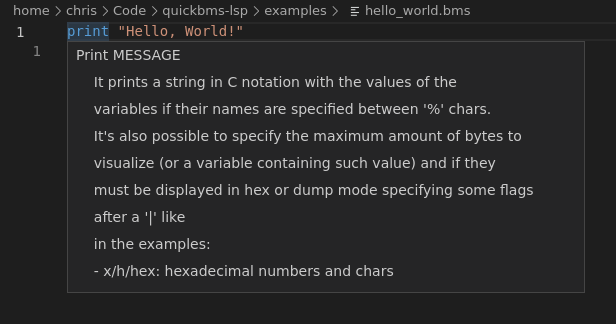 home > chris > Code > quickbms-lsp > examples > hello_world.bms
1 print "Hello, World!"
1
Print MESSAGE
It prints a string in C notation with the values of the
variables if their names are specified between '%' chars.
It's also possible to specify the maximum amount of bytes to
visualize (or a variable containing such value) and if they
must be displayed in hex or dump mode specifying some flags
after a '|' like
in the examples:
- x/h/hex: hexadecimal numbers and chars